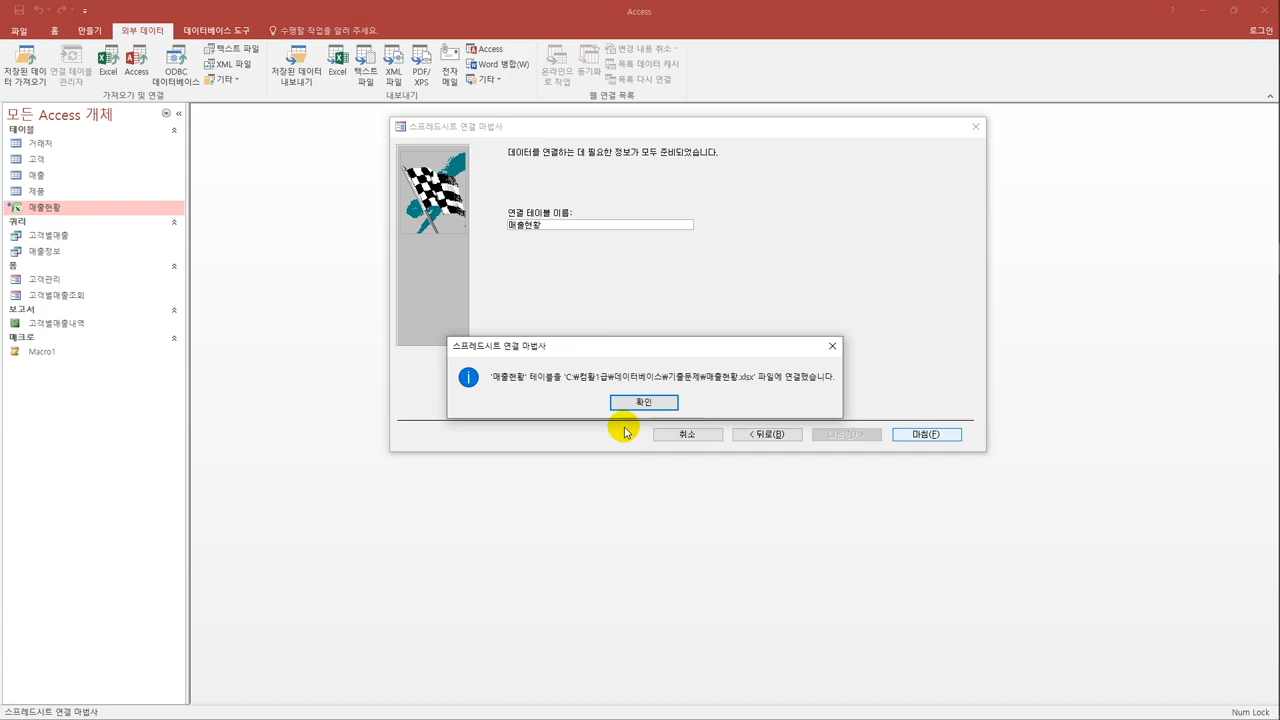 Access
?
파일
홈
만들기
외부 데이터
데이터베이스 도구
수행할 작업을 알려 주세요.
로그인
저장된 데이
터 가져오기
연결 테이블
관리자
Excel
Access
ODBC
데이터베이스
텍스트 파일
XML 파일
기타
가져오기 및 연결
저장된 데이터
내보내기
Excel
텍스트
파일
XML
파일
PDF/
XPS
전자
메일
Access
Word 병합(W)
기타
내보내기
온라인으
로 작업
동기화
변경 내용 취소
목록 데이터 캐시
목록 다시 연결
웹 연결 목록
모든 Access 개체
테이블
거래처
고객
매출
제품
매출현황
쿼리
고객별매출
매출정보
폼
고객관리
고객별매출조회
보고서
고객별매출내역
매크로
Macro1
스프레드시트 연결 마법사
데이터를 연결하는 데 필요한 정보가 모두 준비되었습니다.
연결 테이블 이름:
매출현황
스프레드시트 연결 마법사
'매출현황' 테이블을 'C:₩컴활1급₩데이터베이스₩기출문제₩매출현황.xlsx' 파일에 연결했습니다.
확인
취소
< 뒤로(B)
다음(N) >
마침(F)
스프레드시트 연결 마법사
Num Lock